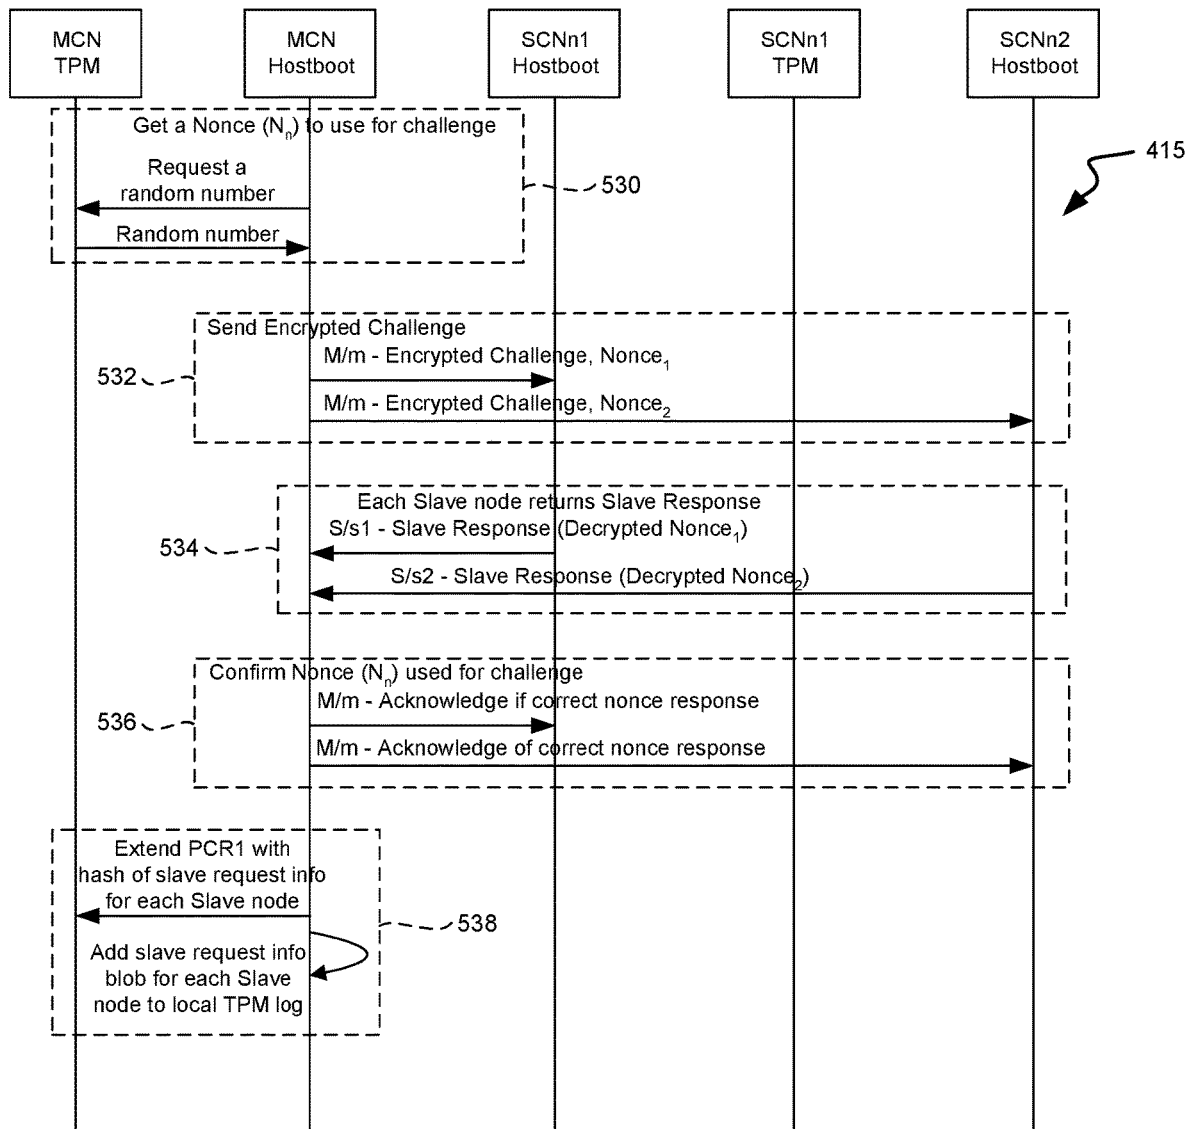 MCN
TPM
MCN
Hostboot
SCNn1
Hostboot
SCNn1
TPM
SCNn2
Hostboot
Get a Nonce (Nn) to use for challenge
415
Request a
random number
530
Random number
Send Encrypted Challenge
M/m - Encrypted Challenge, Nonce1
532
M/m - Encrypted Challenge, Nonce2
Each Slave node returns Slave Response
S/s1 - Slave Response (Decrypted Nonce1)
534
S/s2 - Slave Response (Decrypted Nonce2)
Confirm Nonce (Nn) used for challenge
M/m - Acknowledge if correct nonce response
536
M/m - Acknowledge of correct nonce response
Extend PCR1 with
hash of slave request info
for each Slave node
538
Add slave request info
blob for each Slave
node to local TPM log